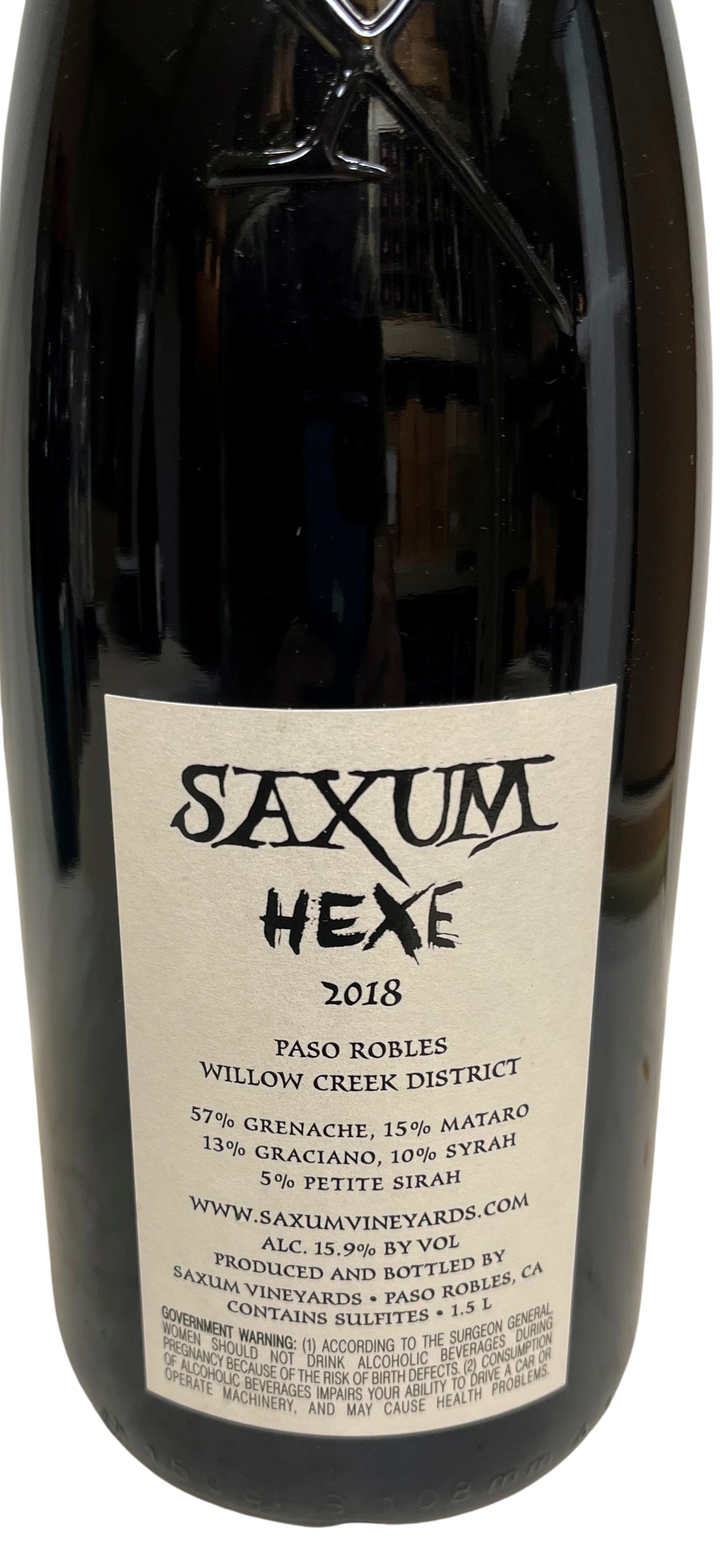 SAXUM
HEXE
2018
PASO ROBLES
WILLOW CREEK DISTRICT
57% GRENACHE, 15% MATARO
13% GRACIANO, 10% SYRAH
5% PETITE SIRAH
WWW.SAXUMVINEYARDS.COM
ALC. 15.9% BY VOL
PRODUCED AND BOTTLED BY
SAXUM VINEYARDS • PASO ROBLES, CA
CONTAINS SULFITES • 1.5 L
GOVERNMENT WARNING: (1) ACCORDING TO THE SURGEON GENERAL,
WOMEN SHOULD NOT DRINK ALCOHOLIC BEVERAGES DURING
PREGNANCY BECAUSE OF THE RISK OF BIRTH DEFECTS. (2) CONSUMPTION
OF ALCOHOLIC BEVERAGES IMPAIRS YOUR ABILITY TO DRIVE A CAR OR
OPERATE MACHINERY, AND MAY CAUSE HEALTH PROBLEMS.